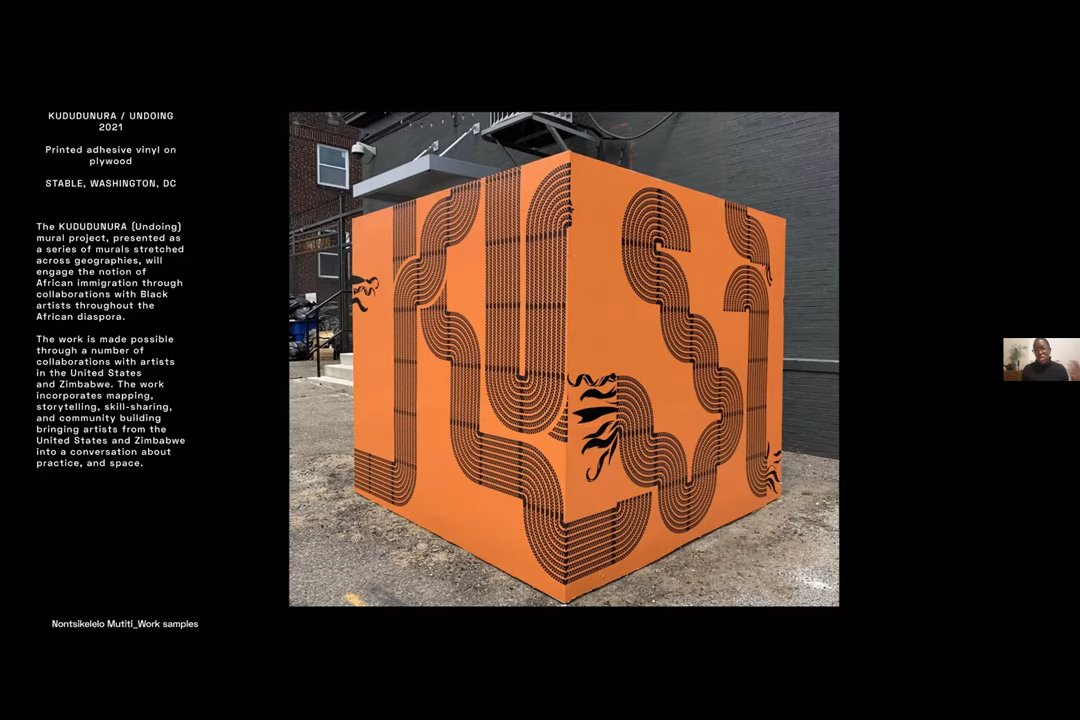 KUDUDUNURA / UNDOING
2021
Printed adhesive vinyl on
plywood
STABLE, WASHINGTON, DC
The KUDUDUNURA (Undoing)
mural project, presented as
a series of murals stretched
across geographies, will
engage the notion of
African immigration through
collaborations with Black
artists throughout the
African diaspora.
The work is made possible
through a number of
collaborations with artists
in the United States
and Zimbabwe. The work
incorporates mapping,
storytelling, skill-sharing,
and community building
bringing artists from the
United States and Zimbabwe
into a conversation about
practice, and space.
Nontsikelelo Mutiti_Work samples